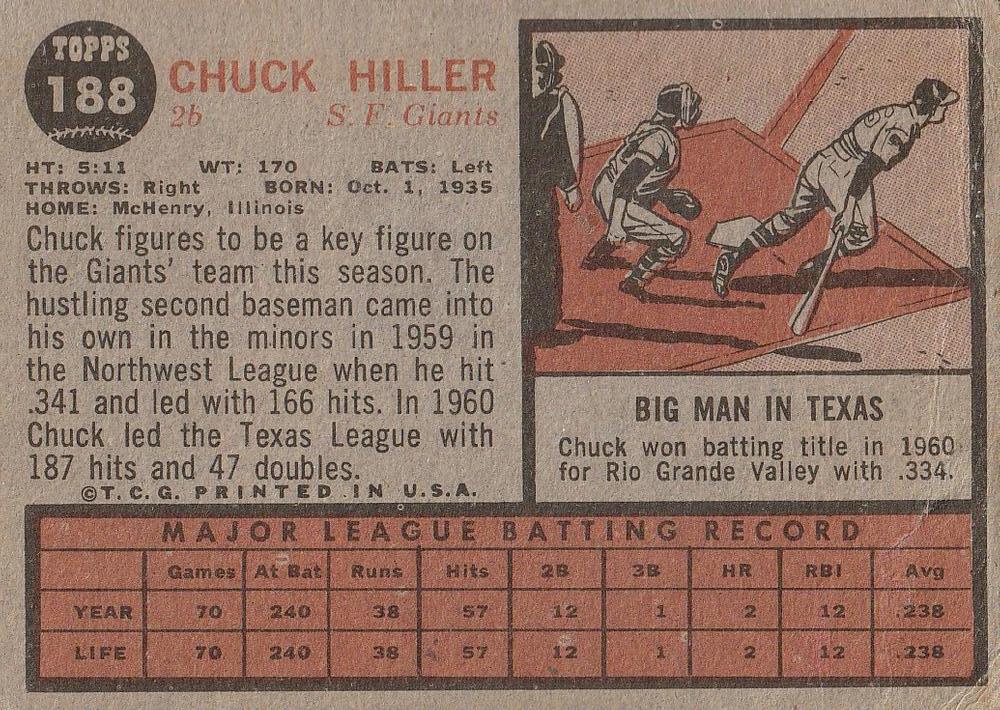 TOPPS
188
CHUCK HILLER
2b S. F. Giants
HT: 5:11 WT: 170 BATS: Left
THROWS: Right BORN: Oct. 1, 1935
HOME: McHenry, Illinois
Chuck figures to be a key figure on
the Giants' team this season. The
hustling second baseman came into
his own in the minors in 1959 in
the Northwest League when he hit
.341 and led with 166 hits. In 1960
Chuck led the Texas League with
187 hits and 47 doubles.
©T. C. G. PRINTED IN U.S.A.
BIG MAN IN TEXAS
Chuck won batting title in 1960
for Rio Grande Valley with .334.
MAJOR LEAGUE BATTING RECORD
Games At Bat Runs Hits 2B 3B HR RBI Avg
YEAR 70 240 38 57 12 1 2 12 .238
LIFE 70 240 38 57 12 1 2 12 .238